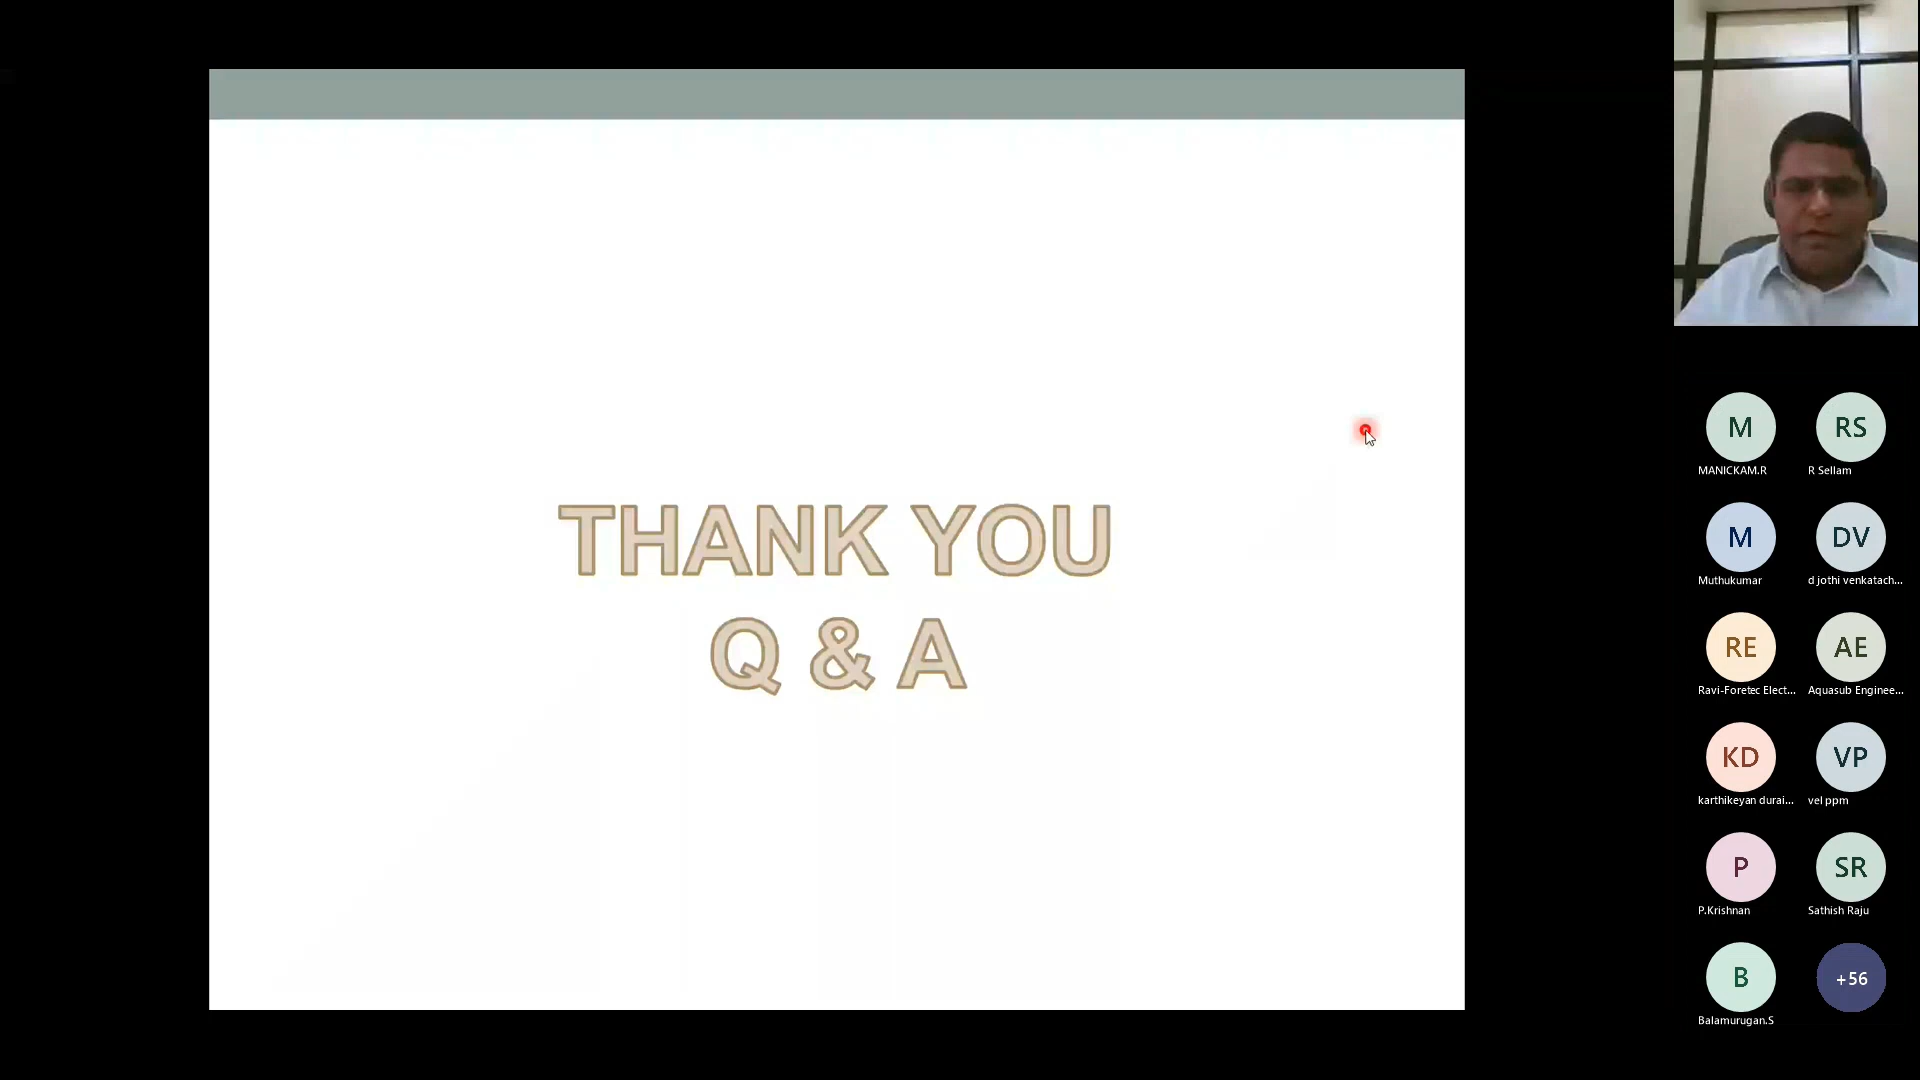 THANK YOU
Q & A
M
RS
MANICKAM.R
R Sellam
M
DV
Muthukumar
d jothi venkatach...
RE
AE
Ravi-Foretec Elect...
Aquasub Enginee...
KD
VP
karthikeyan durai...
vel ppm
P
SR
P.Krishnan
Sathish Raju
B
+56
Balamurugan.S